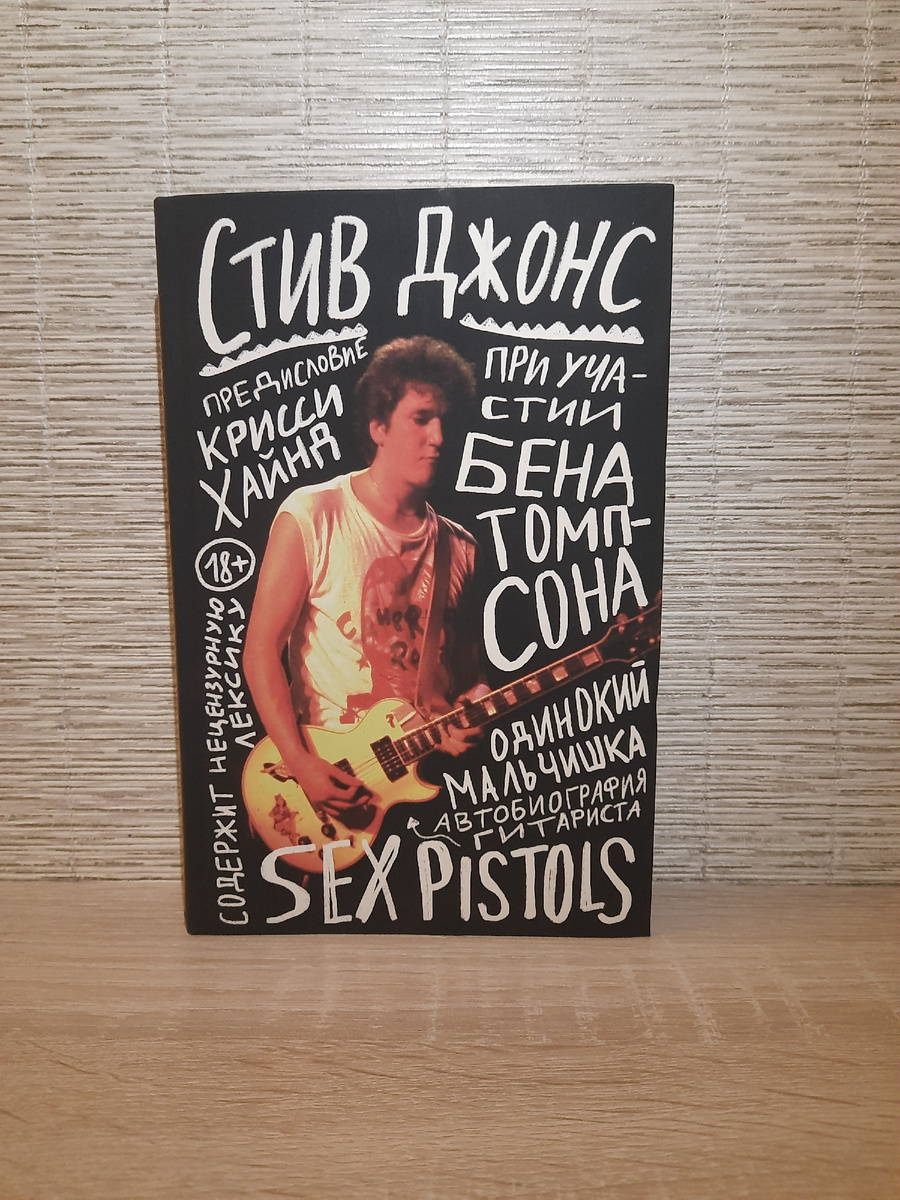 СТИВ ДЖОНС
ПРЕДИСЛОВИЕ
КРИССИ
ХАЙНД
ПРИ УЧА-
СТИИ
БЕНА
ТОМП-
СОНА
18+
СОДЕРЖИТ НЕЦЕНЗУРНУЮ
ЛЕКСИКУ
ОДИНОКИЙ
МАЛЬЧИШКА
АВТОБИОГРАФИЯ
ГИТАРИСТА
SEX PISTOLS